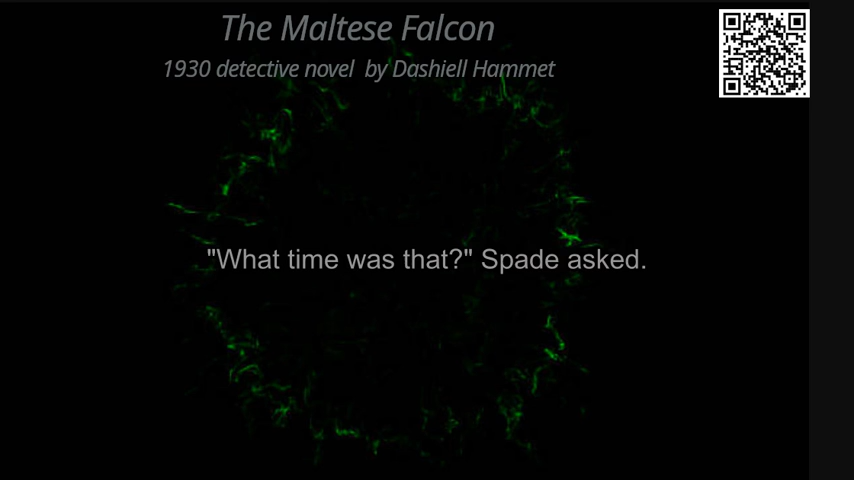 The Maltese Falcon
1930 detective novel by Dashiell Hammet
"What time was that?" Spade asked.